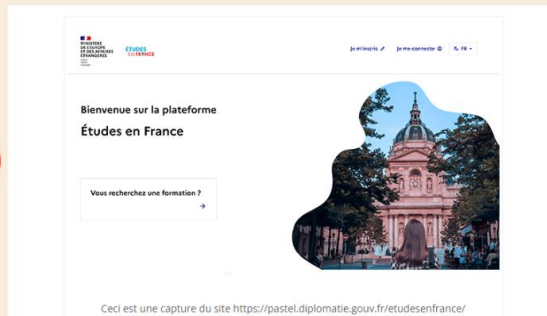 MINISTÈRE
DE L'EUROPE
ET DES AFFAIRES
ÉTRANGÈRES
ÉTUDES
EN FRANCE
Je m'inscris
Je me connecte
FR
Bienvenue sur la plateforme
Études en France
Vous recherchez une formation ?
Ceci est une capture du site https://pastel.diplomatie.gouv.fr/etudesenfrance/